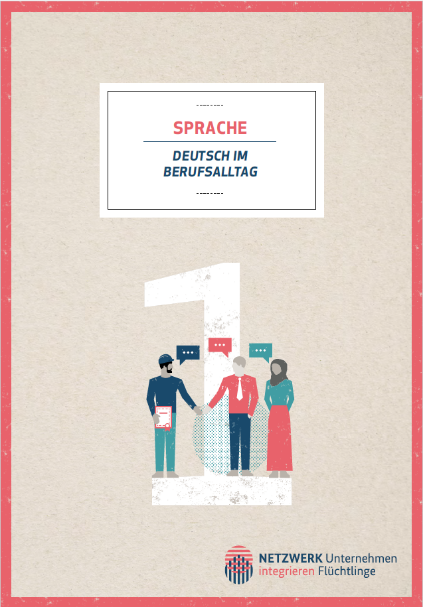 SPRACHE
DEUTSCH IM
BERUFSALLTAG
NETZWERK Unternehmen
integrieren Flüchtlinge